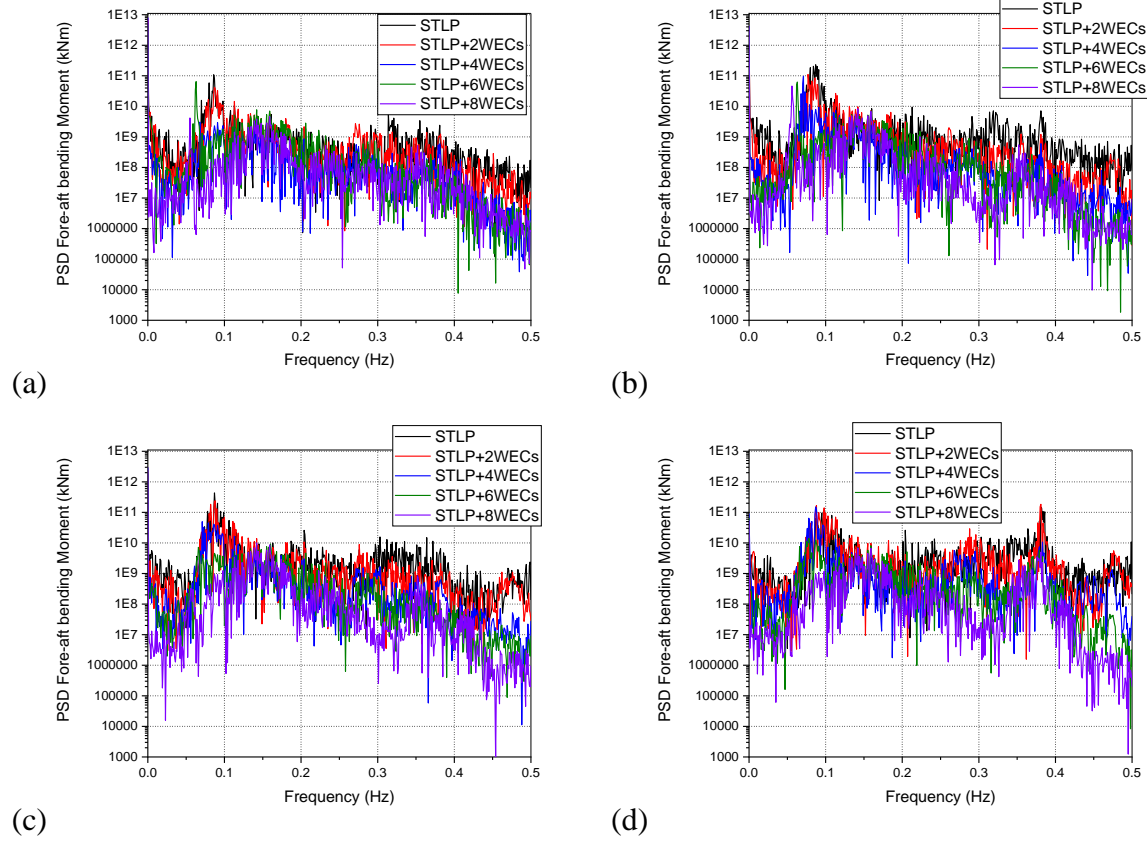 1E13
1E12
1E11
1E10
1E9
1E8
1E7
1000000
100000
10000
1000
0.0 0.1 0.2 0.3 0.4 0.5
PSD Fore-aft bending Moment (kNm)
Frequency (Hz)
STLP
STLP+2WECs
STLP+4WECs
STLP+6WECs
STLP+8WECs
(a)
1E13
1E12
1E11
1E10
1E9
1E8
1E7
1000000
100000
10000
1000
0.0 0.1 0.2 0.3 0.4 0.5
PSD Fore-aft bending Moment (kNm)
Frequency (Hz)
STLP
STLP+2WECs
STLP+4WECs
STLP+6WECs
STLP+8WECs
(b)
1E13
1E12
1E11
1E10
1E9
1E8
1E7
1000000
100000
10000
1000
0.0 0.1 0.2 0.3 0.4 0.5
PSD Fore-aft bending Moment (kNm)
Frequency (Hz)
STLP
STLP+2WECs
STLP+4WECs
STLP+6WECs
STLP+8WECs
(c)
1E13
1E12
1E11
1E10
1E9
1E8
1E7
1000000
100000
10000
1000
0.0 0.1 0.2 0.3 0.4 0.5
PSD Fore-aft bending Moment (kNm)
Frequency (Hz)
STLP
STLP+2WECs
STLP+4WECs
STLP+6WECs
STLP+8WECs
(d)